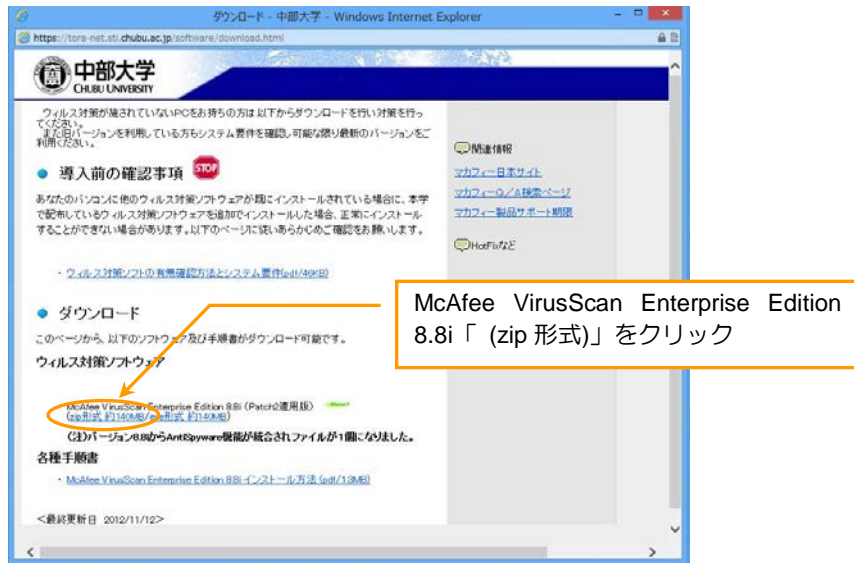 ダウンロード - 中部大学 - Windows Internet Explorer
https://tora-net.sti.chubu.ac.jp/software/download.html
中部大学
CHUBU UNIVERSITY
ウィルス対策が施されていないPCをお持ちの方は以下からダウンロードを行い対策を行っ
てください。
また旧バージョンを利用している方もシステム要件を確認し可能な限り最新のバージョンをご
利用ください。
導入前の確認事項 STOP
あなたのパソコンに他のウィルス対策ソフトウェアが既にインストールされている場合に、本学
で配布しているウィルス対策ソフトウェアを追加でインストールした場合、正常にインストール
することができない場合があります。以下のページに従いあらかじめご確認をお願いします。
・ウィルス対策ソフトの有無確認方法とシステム要件(pdf/46KB)
ダウンロード
このページから、以下のソフトウェア及び手順書がダウンロード可能です。
ウィルス対策ソフトウェア
McAfee VirusScan Enterprise Edition 8.8i (Patch2適用版)
(zip形式 約140MB/exe形式 約140MB)
(注)バージョン8.8からAntiSpyware機能が統合されファイルが1個になりました。
各種手順書
・McAfee VirusScan Enterprise Edition 8.8i インストール方法 (pdf/1.3MB)
<最終更新日 2012/11/12>
関連情報
マカフィー日本サイト
マカフィーQ/A検索ページ
マカフィー製品サポート期限
HotFixなど
McAfee VirusScan Enterprise Edition
8.8i「 (zip 形式)」をクリック